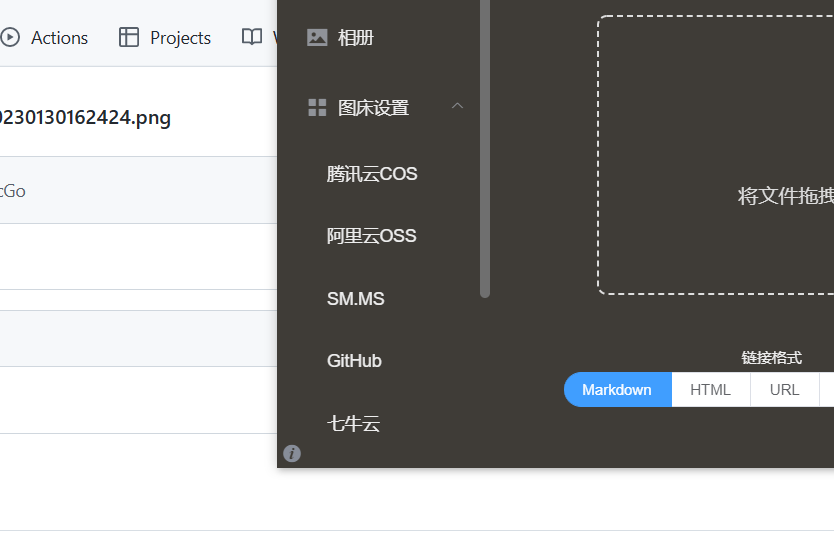 Actions
Projects
0230130162424.png
cGo
相册
图床设置
腾讯云COS
阿里云OSS
SM.MS
GitHub
七牛云
将文件拖拽
链接格式
Markdown
HTML
URL